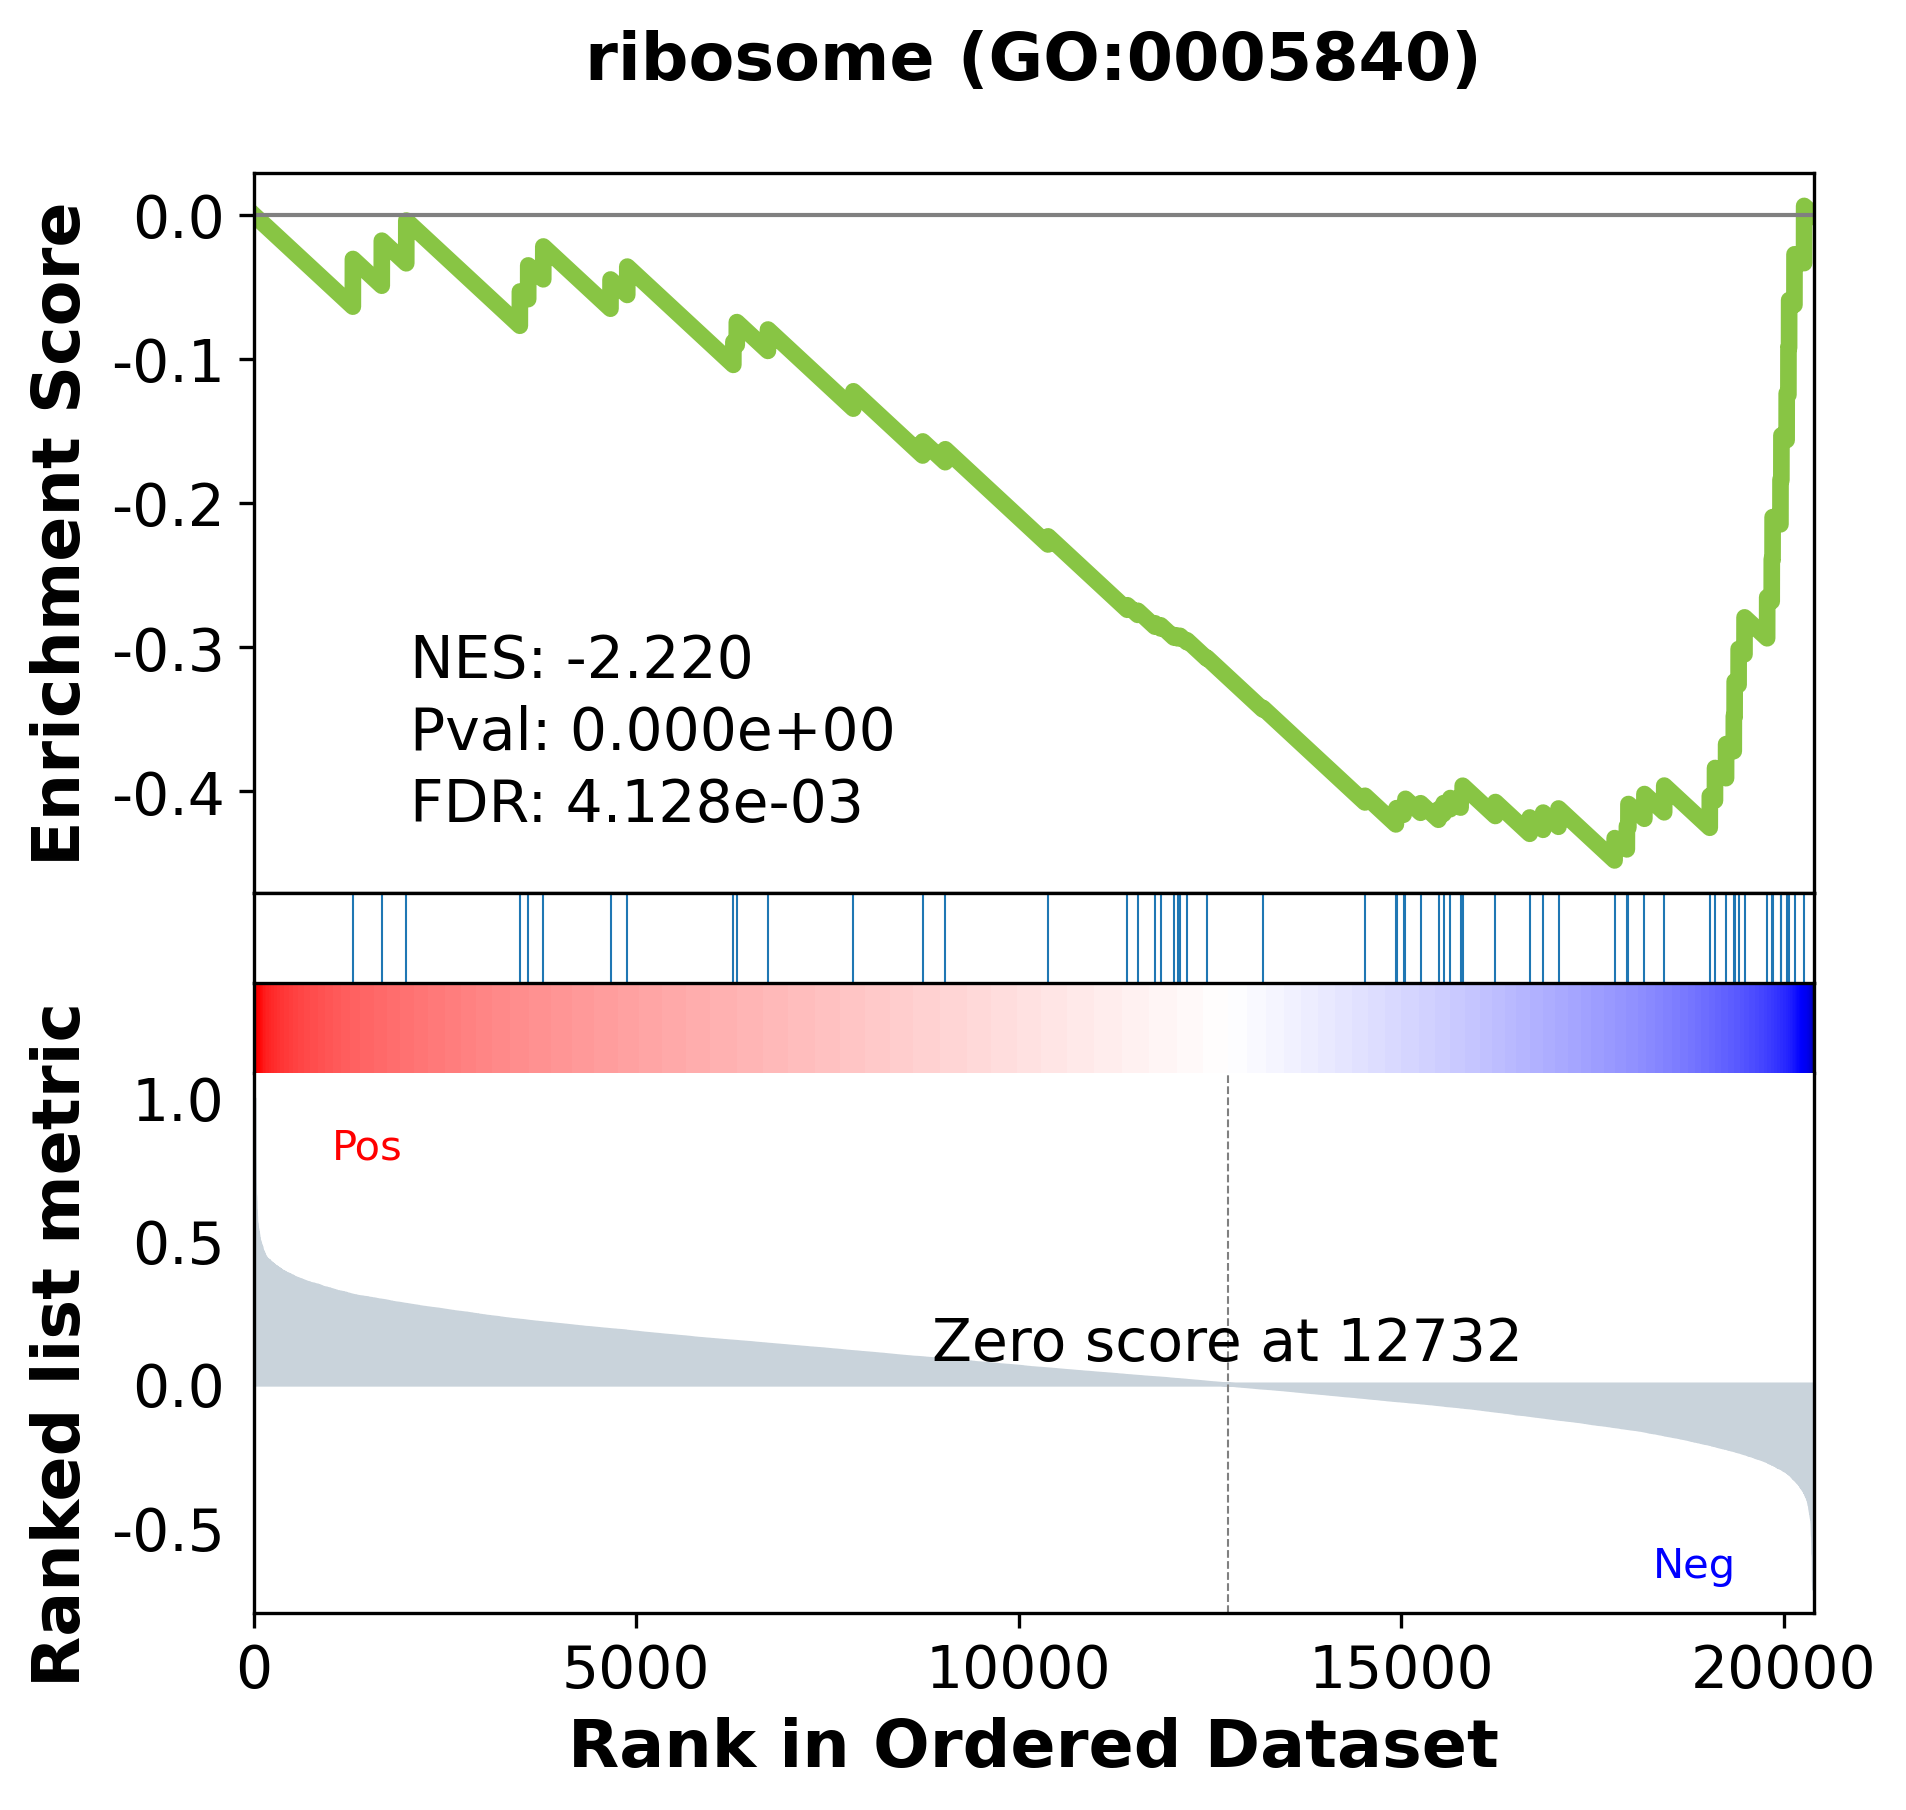 ribosome (GO:0005840)
Enrichment Score
0.0
-0.1
-0.2
-0.3
-0.4
NES: -2.220
Pval: 0.000e+00
FDR: 4.128e-03
Ranked list metric
1.0
0.5
0.0
-0.5
Pos
Zero score at 12732
Neg
0 5000 10000 15000 20000
Rank in Ordered Dataset